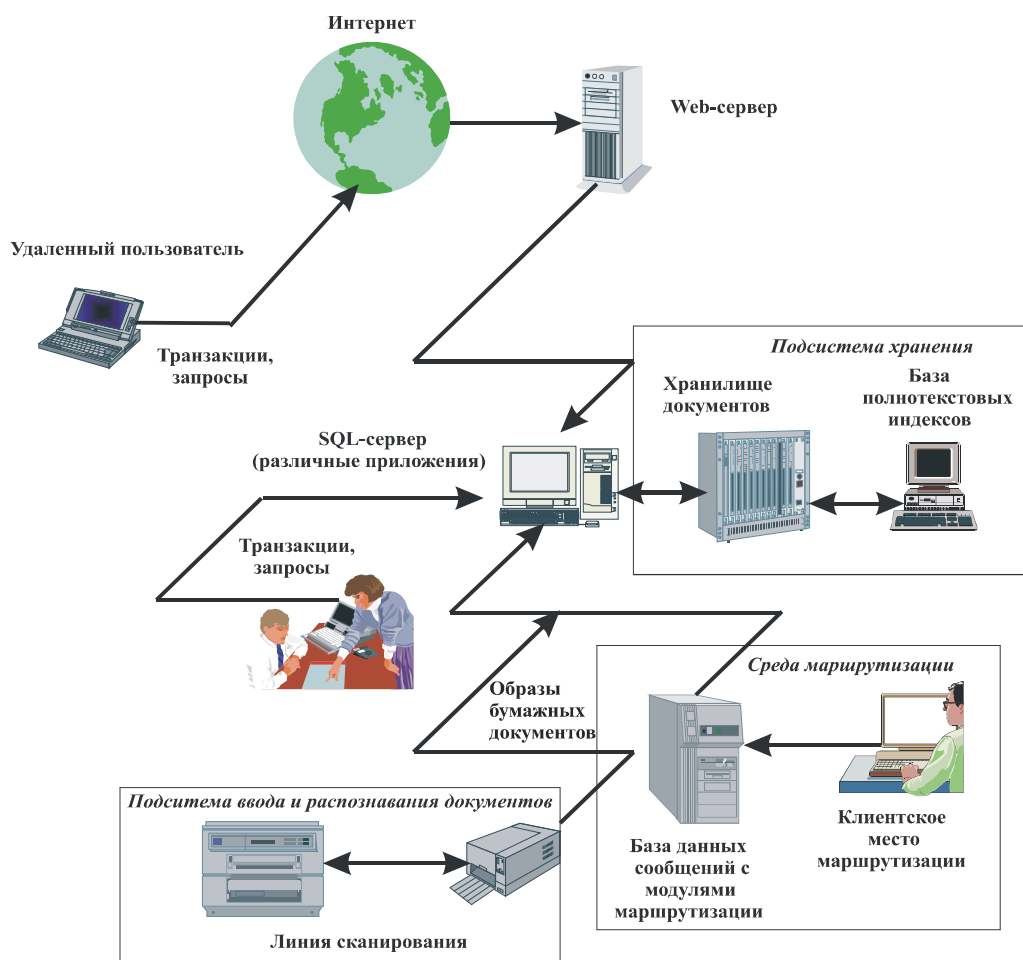 Интернет
Web-сервер
Удаленный пользователь
Транзакции,
запросы
Подсистема хранения
Хранилище
документов
База
полнотекстовых
индексов
SQL-сервер
(различные приложения)
Транзакции,
запросы
Образы
бумажных
документов
Среда маршрутизации
База данных
сообщений с
модулями
маршрутизации
Клиентское
место
маршрутизации
Подситема ввода и распознавания документов
Линия сканирования